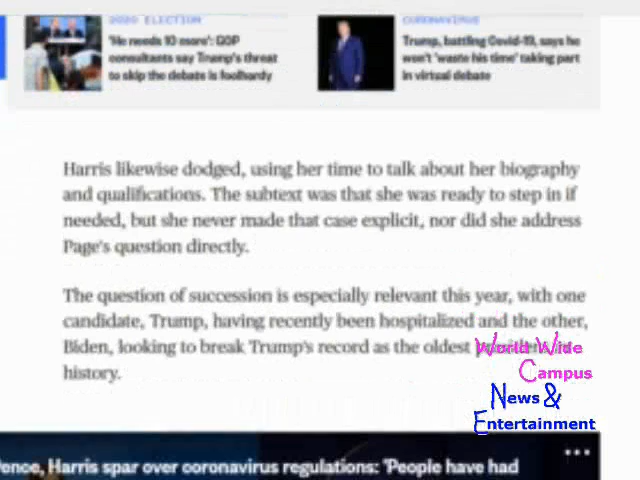 2020 ELECTION
'He needs 10 more': GOP
consultants say Trump's threat
to skip the debate is foolhardy
CORONAVIRUS
Trump, battling Covid-19, says he
won't 'waste his time' taking part
in virtual debate
Harris likewise dodged, using her time to talk about her biography
and qualifications. The subtext was that she was ready to step in if
needed, but she never made that case explicit, nor did she address
Page's question directly.
The question of succession is especially relevant this year, with one
candidate, Trump, having recently been hospitalized and the other,
Biden, looking to break Trump's record as the oldest
history.
World Wide
Campus
News &
Entertainment
Pence, Harris spar over coronavirus regulations: 'People have had